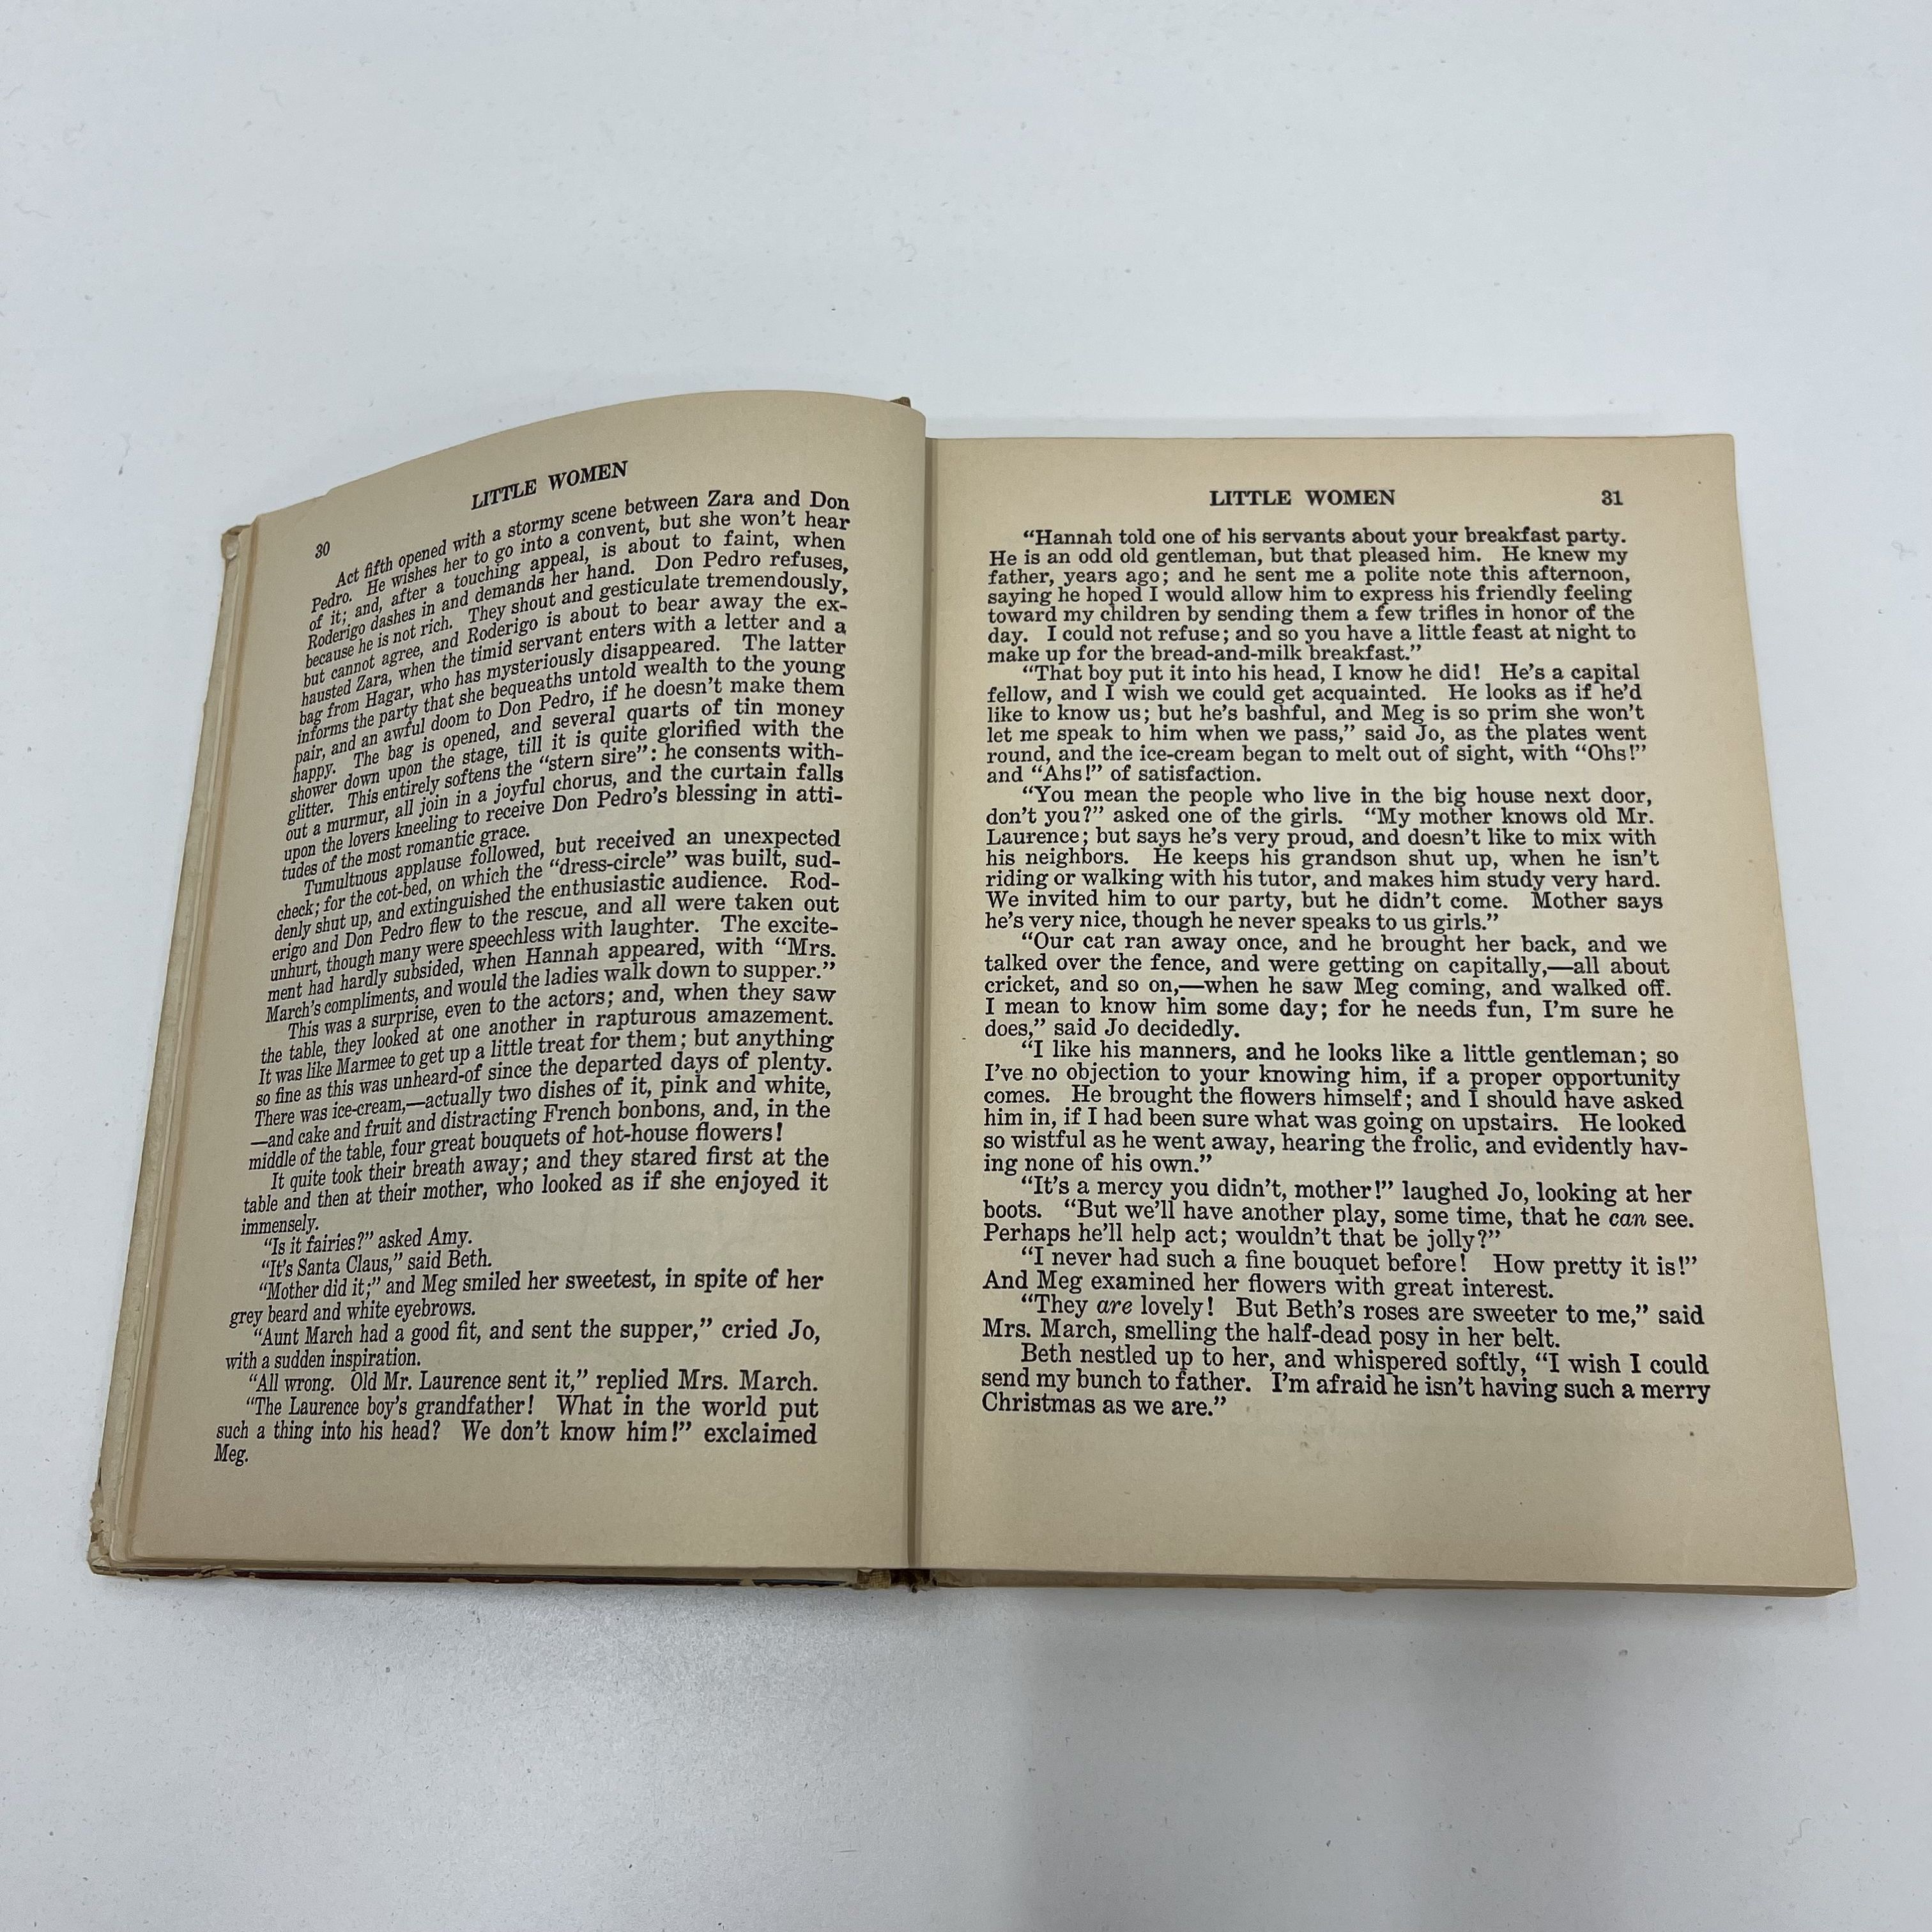 LITTLE WOMEN
30
Act fifth opened with a stormy scene between Zara and Don
Pedro. He wishes her to go into a convent, but she won't hear
of it; and, after a touching appeal, is about to faint, when
Roderigo dashes in and demands her hand. Don Pedro refuses,
because he is not rich. They shout and gesticulate tremendously,
but cannot agree, and Roderigo is about to bear away the ex-
hausted Zara, when the timid servant enters with a letter and a
bag from Hagar, who has mysteriously disappeared. The latter
informs the party that she bequeaths untold wealth to the young
pair, and an awful doom to Don Pedro, if he doesn't make them
happy. The bag is opened, and several quarts of tin money
shower down upon the stage, till it is quite glorified with the
glitter. This entirely softens the "stern sire": he consents with-
out a murmur, all join in a joyful chorus, and the curtain falls
upon the lovers kneeling to receive Don Pedro's blessing in atti-
tudes of the most romantic grace.
Tumultuous applause followed, but received an unexpected
check; for the cot-bed, on which the "dress-circle" was built, sud-
denly shut up, and extinguished the enthusiastic audience. Rod-
erigo and Don Pedro flew to the rescue, and all were taken out
unhurt, though many were speechless with laughter. The excite-
ment had hardly subsided, when Hannah appeared, with "Mrs.
March's compliments, and would the ladies walk down to supper."
This was a surprise, even to the actors; and, when they saw
the table, they looked at one another in rapturous amazement.
It was like Marmee to get up a little treat for them; but anything
so fine as this was unheard-of since the departed days of plenty.
There was ice-cream,—actually two dishes of it, pink and white,
—and cake and fruit and distracting French bonbons, and, in the
middle of the table, four great bouquets of hot-house flowers!
It quite took their breath away; and they stared first at the
table and then at their mother, who looked as if she enjoyed it
immensely.
"Is it fairies?" asked Amy.
"It's Santa Claus," said Beth.
"Mother did it;" and Meg smiled her sweetest, in spite of her
grey beard and white eyebrows.
"Aunt March had a good fit, and sent the supper," cried Jo,
with a sudden inspiration.
"All wrong. Old Mr. Laurence sent it," replied Mrs. March.
"The Laurence boy's grandfather! What in the world put
such a thing into his head? We don't know him!" exclaimed
Meg.
LITTLE WOMEN 31
"Hannah told one of his servants about your breakfast party.
He is an odd old gentleman, but that pleased him. He knew my
father, years ago; and he sent me a polite note this afternoon,
saying he hoped I would allow him to express his friendly feeling
toward my children by sending them a few trifles in honor of the
day. I could not refuse; and so you have a little feast at night to
make up for the bread-and-milk breakfast."
"That boy put it into his head, I know he did! He's a capital
fellow, and I wish we could get acquainted. He looks as if he'd
like to know us; but he's bashful, and Meg is so prim she won't
let me speak to him when we pass," said Jo, as the plates went
round, and the ice-cream began to melt out of sight, with "Ohs!"
and "Ahs!" of satisfaction.
"You mean the people who live in the big house next door,
don't you?" asked one of the girls. "My mother knows old Mr.
Laurence; but says he's very proud, and doesn't like to mix with
his neighbors. He keeps his grandson shut up, when he isn't
riding or walking with his tutor, and makes him study very hard.
We invited him to our party, but he didn't come. Mother says
he's very nice, though he never speaks to us girls."
"Our cat ran away once, and he brought her back, and we
talked over the fence, and were getting on capitally,—all about
cricket, and so on,—when he saw Meg coming, and walked off.
I mean to know him some day; for he needs fun, I'm sure he
does," said Jo decidedly.
"I like his manners, and he looks like a little gentleman; so
I've no objection to your knowing him, if a proper opportunity
comes. He brought the flowers himself; and I should have asked
him in, if I had been sure what was going on upstairs. He looked
so wistful as he went away, hearing the frolic, and evidently hav-
ing none of his own."
"It's a mercy you didn't, mother!" laughed Jo, looking at her
boots. "But we'll have another play, some time, that he can see.
Perhaps he'll help act; wouldn't that be jolly?"
"I never had such a fine bouquet before! How pretty it is!"
And Meg examined her flowers with great interest.
"They are lovely! But Beth's roses are sweeter to me," said
Mrs. March, smelling the half-dead posy in her belt.
Beth nestled up to her, and whispered softly, "I wish I could
send my bunch to father. I'm afraid he isn't having such a merry
Christmas as we are."